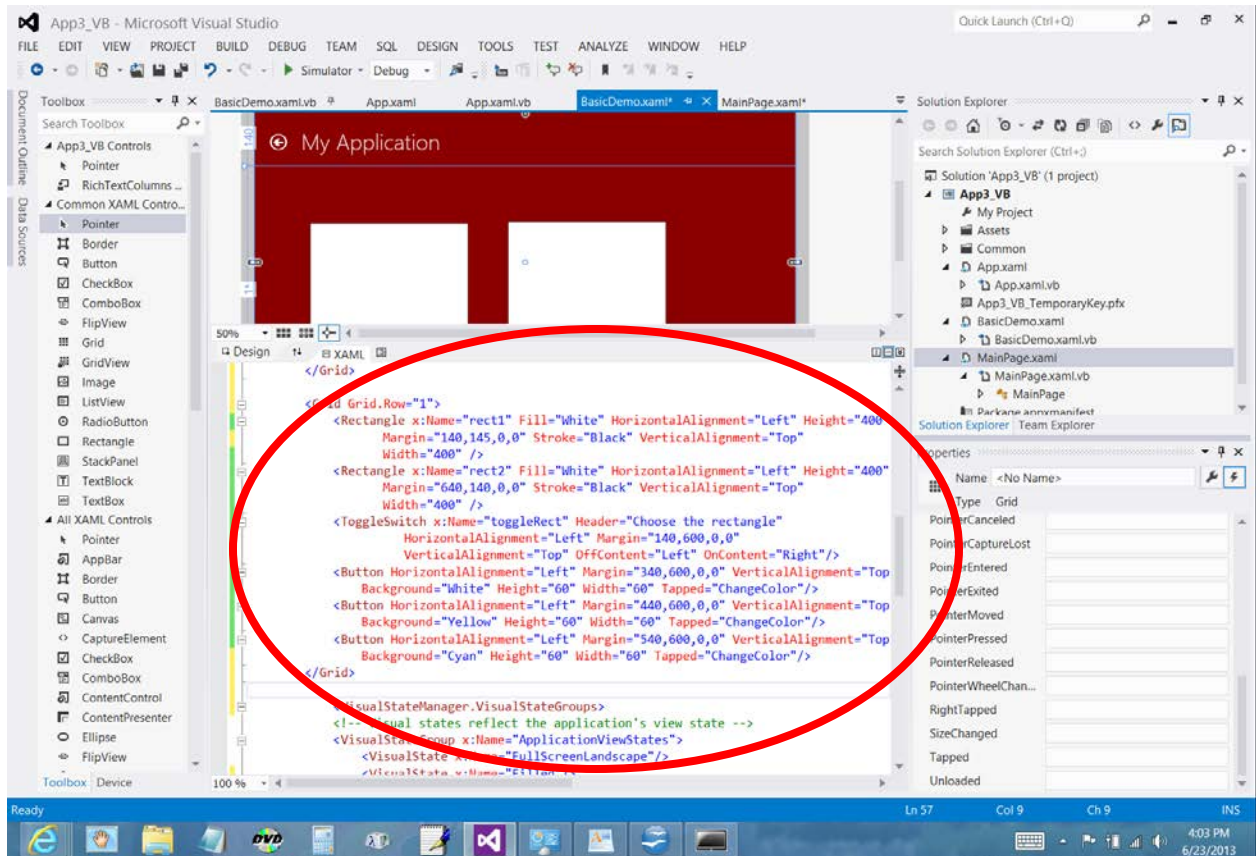 App3_VB - Microsoft Visual Studio
Quick Launch (Ctrl+Q)
FILE EDIT VIEW PROJECT BUILD DEBUG TEAM SQL DESIGN TOOLS TEST ANALYZE WINDOW HELP
Simulator Debug
Document Outline
Data Sources
Toolbox
Search Toolbox
App3_VB Controls
Pointer
RichTextColumns ...
Common XAML Contro...
Pointer
Border
Button
CheckBox
ComboBox
FlipView
Grid
GridView
Image
ListView
RadioButton
Rectangle
StackPanel
TextBlock
TextBox
All XAML Controls
Pointer
AppBar
Border
Button
Canvas
CaptureElement
CheckBox
ComboBox
ContentControl
ContentPresenter
Ellipse
FlipView
Toolbox Device
BasicDemo.xaml.vb App.xaml App.xaml.vb BasicDemo.xaml* MainPage.xaml*
140
My Application
1*
50%
Design XAML
</Grid>
<Grid Grid.Row="1">
<Rectangle x:Name="rect1" Fill="White" HorizontalAlignment="Left" Height="400
Margin="140,145,0,0" Stroke="Black" VerticalAlignment="Top"
Width="400" />
<Rectangle x:Name="rect2" Fill="White" HorizontalAlignment="Left" Height="400"
Margin="640,140,0,0" Stroke="Black" VerticalAlignment="Top"
Width="400" />
<ToggleSwitch x:Name="toggleRect" Header="Choose the rectangle"
HorizontalAlignment="Left" Margin="140,600,0,0"
VerticalAlignment="Top" OffContent="Left" OnContent="Right"/>
<Button HorizontalAlignment="Left" Margin="340,600,0,0" VerticalAlignment="Top
Background="White" Height="60" Width="60" Tapped="ChangeColor"/>
<Button HorizontalAlignment="Left" Margin="440,600,0,0" VerticalAlignment="Top
Background="Yellow" Height="60" Width="60" Tapped="ChangeColor"/>
<Button HorizontalAlignment="Left" Margin="540,600,0,0" VerticalAlignment="Top
Background="Cyan" Height="60" Width="60" Tapped="ChangeColor"/>
</Grid>
<VisualStateManager.VisualStateGroups>
<!-- Visual states reflect the application's view state -->
<VisualStateGroup x:Name="ApplicationViewStates">
<VisualState x:Name="FullScreenLandscape"/>
<VisualState x:Name="Filled"/>
100 %
Solution Explorer
Search Solution Explorer (Ctrl+;)
Solution 'App3_VB' (1 project)
App3_VB
My Project
Assets
Common
App.xaml
App.xaml.vb
App3_VB_TemporaryKey.pfx
BasicDemo.xaml
BasicDemo.xaml.vb
MainPage.xaml
MainPage.xaml.vb
MainPage
Package.appxmanifest
Solution Explorer Team Explorer
Properties
Name <No Name>
Type Grid
PointerCanceled
PointerCaptureLost
PointerEntered
PointerExited
PointerMoved
PointerPressed
PointerReleased
PointerWheelChan...
RightTapped
SizeChanged
Tapped
Unloaded
Ready
Ln 57 Col 9 Ch 9 INS
DVD
4:03 PM
6/23/2013